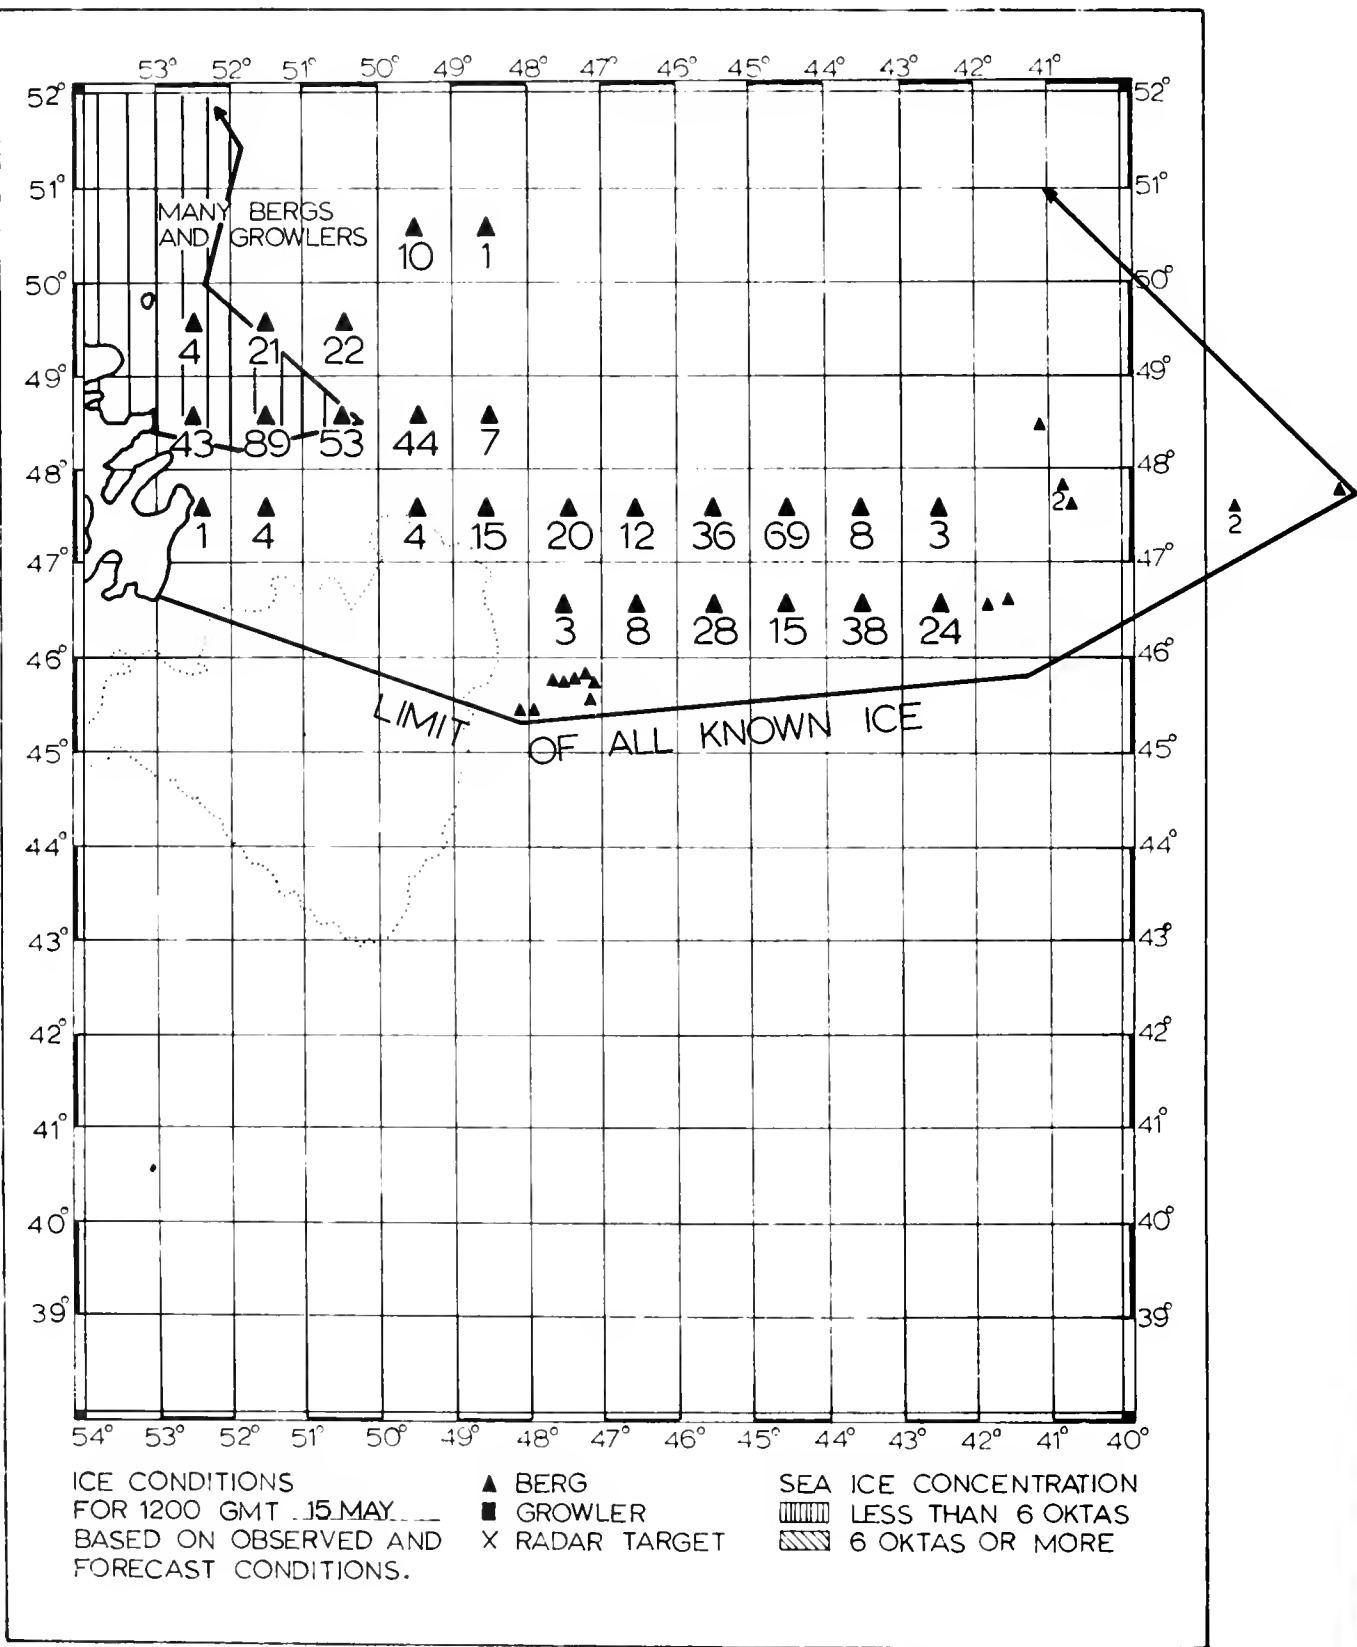 53° 52° 51° 50° 49° 48° 47° 46° 45° 44° 43° 42° 41°
52° 52°
51° 51°
MANY BERGS
AND GROWLERS
10 1
50° 50°
4 21 22
49° 49°
43 89 53 44 7
48° 48°
2 2
1 4 4 15 20 12 36 69 8 3
47° 47°
3 8 28 15 38 24
46° 46°
LIMIT OF ALL KNOWN ICE
45° 45°
44° 44°
43° 43°
42° 42°
41° 41°
40° 40°
39° 39°
54° 53° 52° 51° 50° 49° 48° 47° 46° 45° 44° 43° 42° 41° 40°
ICE CONDITIONS
FOR 1200 GMT 15 MAY
BASED ON OBSERVED AND
FORECAST CONDITIONS.
▲ BERG
■ GROWLER
X RADAR TARGET
SEA ICE CONCENTRATION
LESS THAN 6 OKTAS
6 OKTAS OR MORE